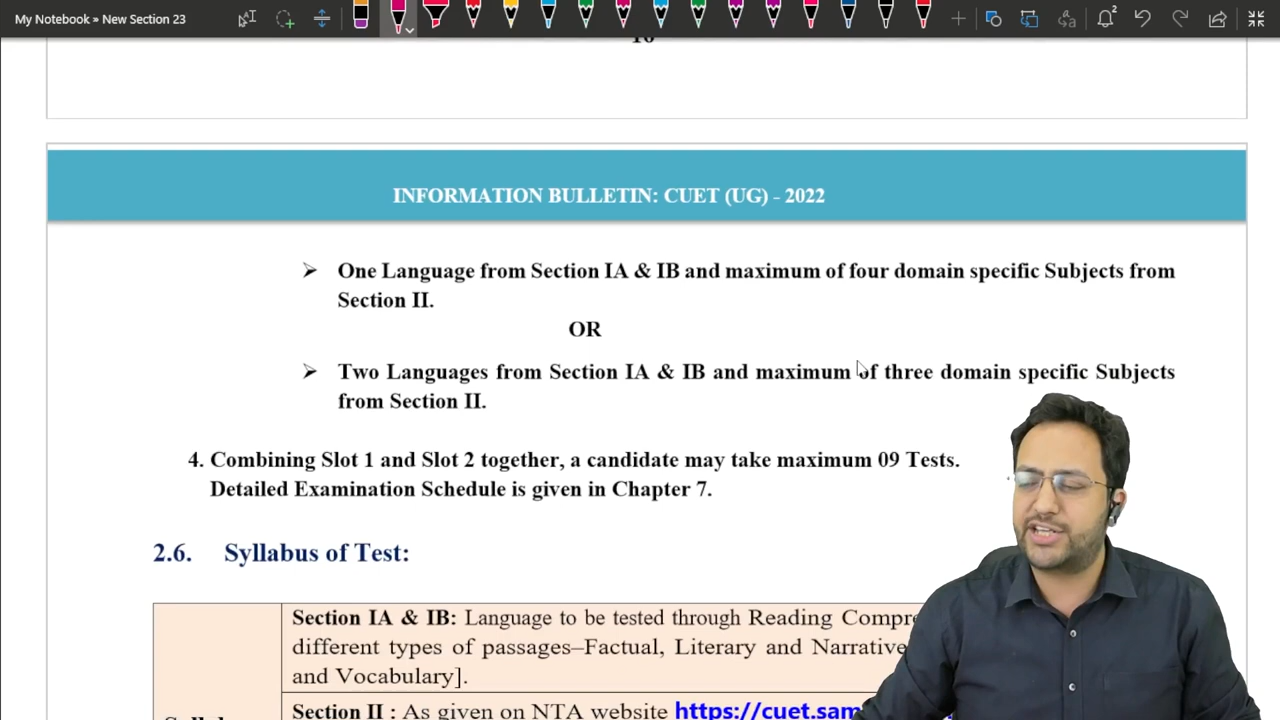 My Notebook » New Section 23
2
INFORMATION BULLETIN: CUET (UG) - 2022
➢ One Language from Section IA & IB and maximum of four domain specific Subjects from
Section II.
OR
➢ Two Languages from Section IA & IB and maximum of three domain specific Subjects
from Section II.
4. Combining Slot 1 and Slot 2 together, a candidate may take maximum 09 Tests.
Detailed Examination Schedule is given in Chapter 7.
2.6. Syllabus of Test:
Section IA & IB: Language to be tested through Reading
different types of passages–Factual, Literary and Narrative
and Vocabulary].
Section II : As given on NTA website https://cuet.sam